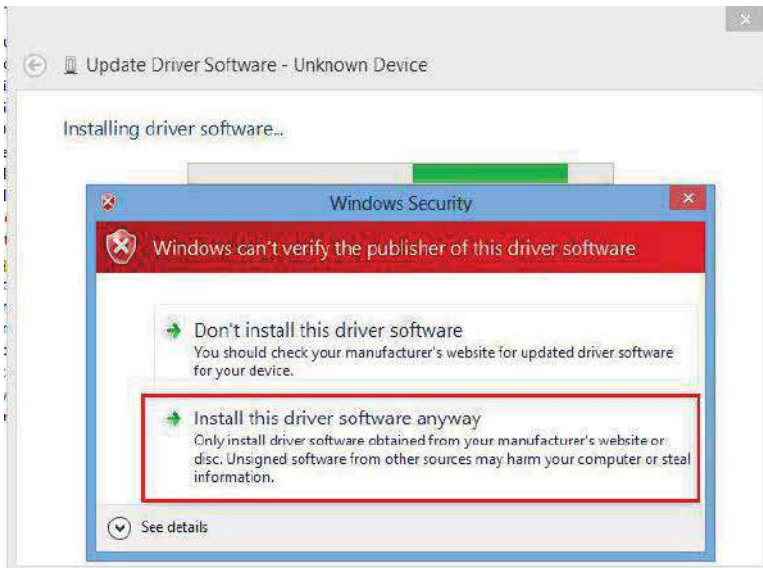 Update Driver Software - Unknown Device
Installing driver software...
Windows Security
Windows can't verify the publisher of this driver software
Don't install this driver software
You should check your manufacturer's website for updated driver software
for your device.
Install this driver software anyway
Only install driver software obtained from your manufacturer's website or
disc. Unsigned software from other sources may harm your computer or steal
information.
See details